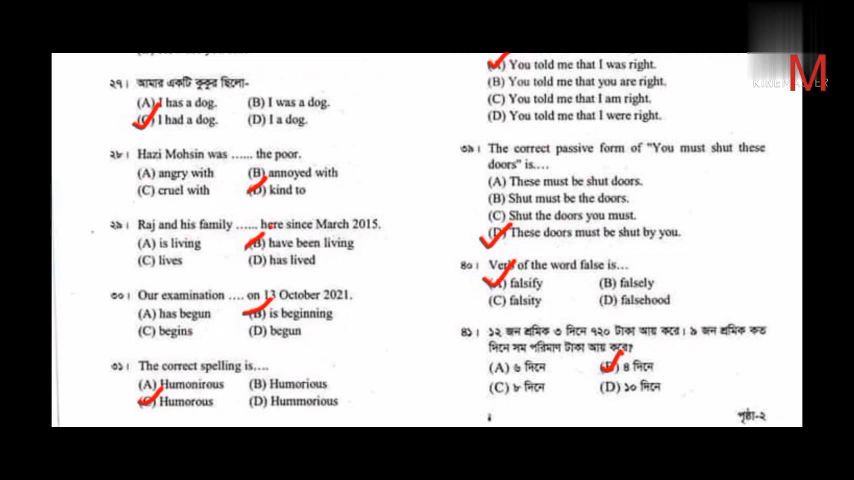 ২৭। আমার একটি কুকুর ছিলো-
(A) I has a dog. (B) I was a dog.
(C) I had a dog. (D) I a dog.
২৮। Hazi Mohsin was ...... the poor.
(A) angry with (B) annoyed with
(C) cruel with (D) kind to
২৯। Raj and his family ...... here since March 2015.
(A) is living (B) have been living
(C) lives (D) has lived
৩০। Our examination .... on 13 October 2021.
(A) has begun (B) is beginning
(C) begins (D) begun
৩১। The correct spelling is....
(A) Humonirous (B) Humorious
(C) Humorous (D) Hummorious
(A) You told me that I was right.
(B) You told me that you are right.
(C) You told me that I am right.
(D) You told me that I were right.
৩৯। The correct passive form of "You must shut these
doors" is....
(A) These must be shut doors.
(B) Shut must be the doors.
(C) Shut the doors you must.
(D) These doors must be shut by you.
৪০। Verb of the word false is...
(A) falsify (B) falsely
(C) falsity (D) falsehood
৪১। ১২ জন শ্রমিক ৩ দিনে ৭২০ টাকা আয় করে। ৯ জন শ্রমিক কত
দিনে সম পরিমাণ টাকা আয় করে?
(A) ৬ দিনে (B) ৪ দিনে
(C) ৮ দিনে (D) ১০ দিনে
পৃষ্ঠা-২
M